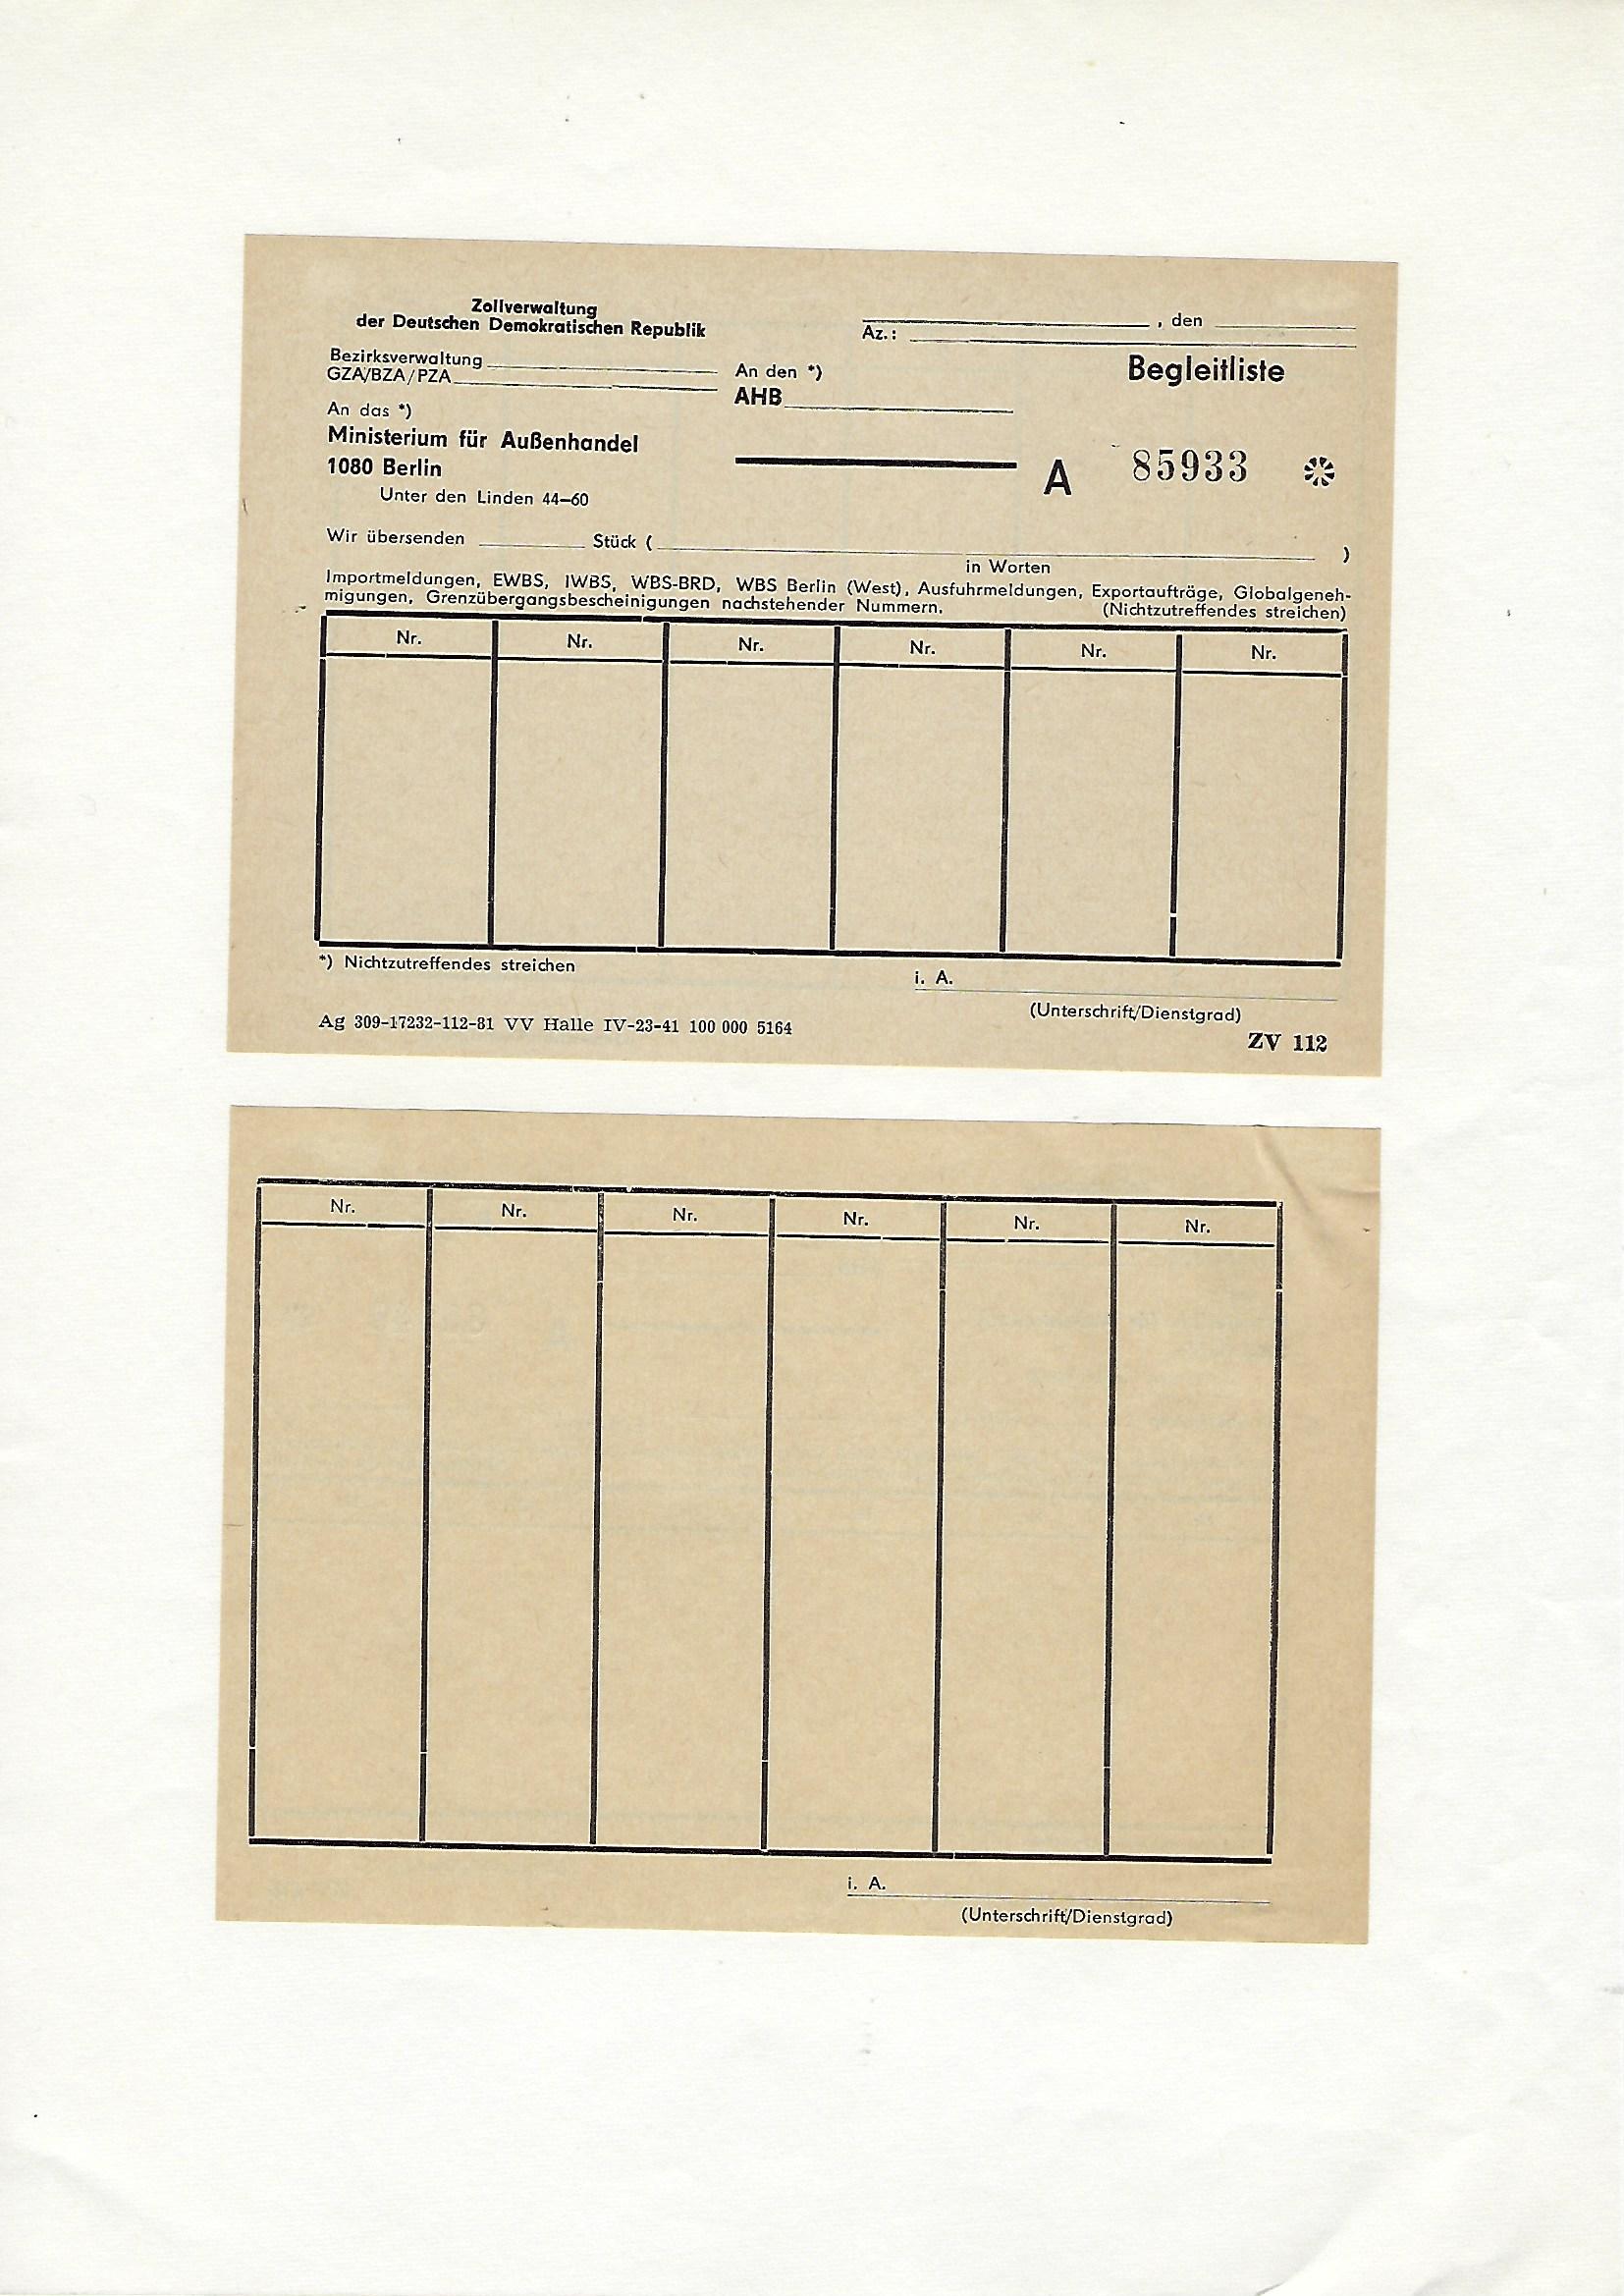 Zollverwaltung
der Deutschen Demokratischen Republik
, den
Az.:
Bezirksverwaltung
GZA/BZA/PZA
An den *)
AHB
Begleitliste
An das *)
Ministerium für Außenhandel
1080 Berlin
Unter den Linden 44–60
A 85933
Wir übersenden Stück ( )
in Worten
Importmeldungen, EWBS, IWBS, WBS-BRD, WBS Berlin (West), Ausfuhrmeldungen, Exportaufträge, Globalgeneh-
migungen, Grenzübergangsbescheinigungen nachstehender Nummern. (Nichtzutreffendes streichen)
Nr. Nr. Nr. Nr. Nr. Nr.
*) Nichtzutreffendes streichen
i. A.
(Unterschrift/Dienstgrad)
Ag 309-17232-112-81 VV Halle IV-23-41 100 000 5164
ZV 112
Nr. Nr. Nr. Nr. Nr. Nr.
i. A.
(Unterschrift/Dienstgrad)